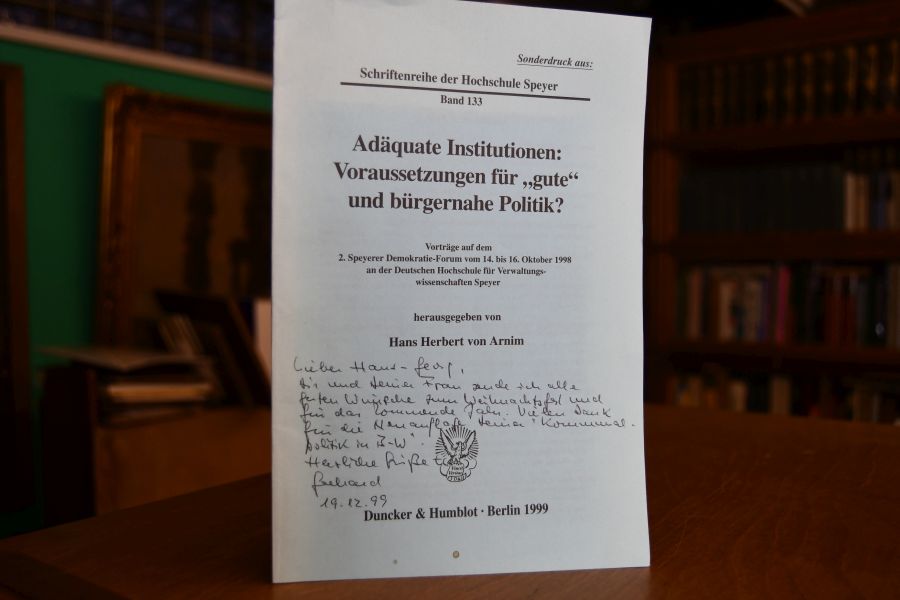 Sonderdruck aus:
Schriftenreihe der Hochschule Speyer
Band 133
Adäquate Institutionen:
Voraussetzungen für „gute“
und bürgernahe Politik?
Vorträge auf dem
2. Speyerer Demokratie-Forum vom 14. bis 16. Oktober 1998
an der Deutschen Hochschule für Verwaltungs-
wissenschaften Speyer
herausgegeben von
Hans Herbert von Arnim
Lieber Hans-Georg,
Dir und Deiner Frau sende ich alle
guten Wünsche zum Weihnachtsfest und
für das kommende Jahr. Vielen Dank
für die Neuauflage Deiner "Kommunal-
politik in B-W".
Herzliche Grüße
Gerhard
19.12.99
Duncker & Humblot · Berlin 1999